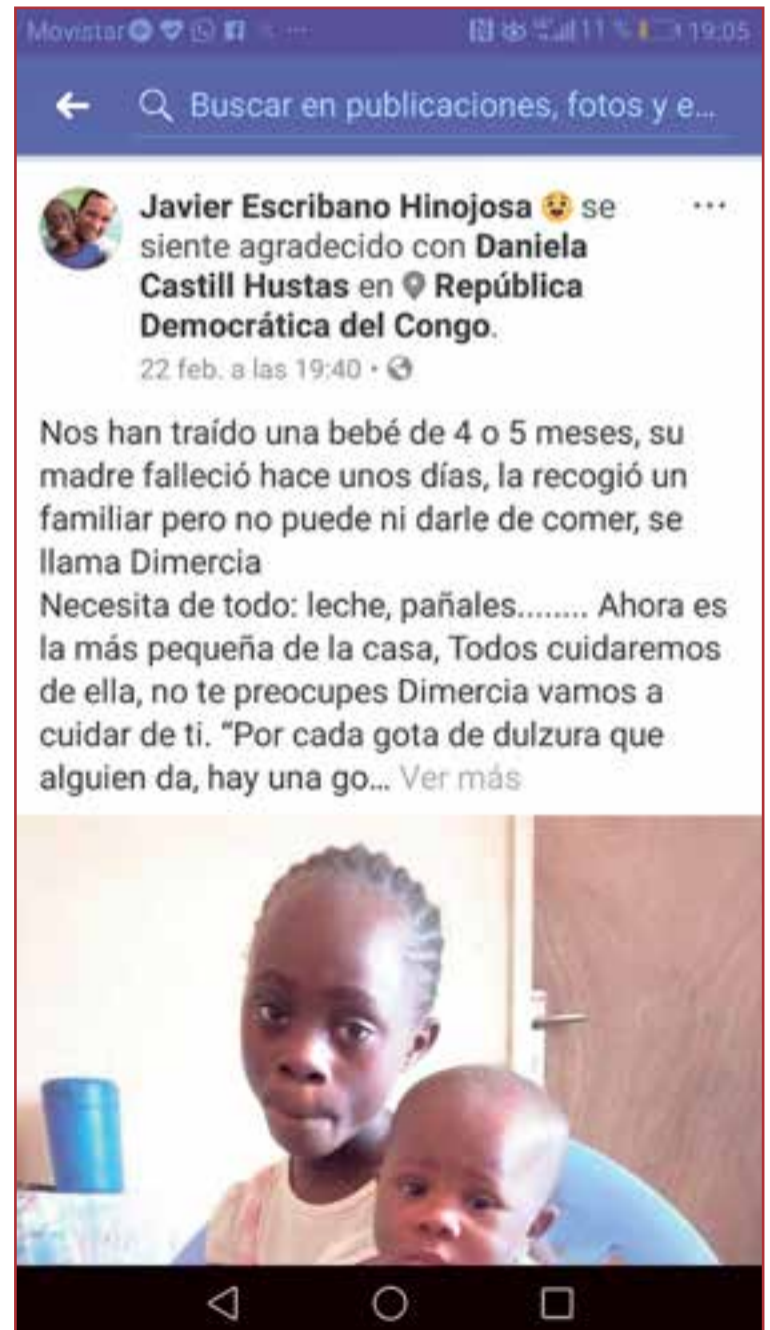 Movistar 11 % 19:05
Buscar en publicaciones, fotos y e...
Javier Escribano Hinojosa 😲 se
siente agradecido con Daniela
Castill Hustas en República
Democrática del Congo.
22 feb. a las 19:40 •
Nos han traído una bebé de 4 o 5 meses, su
madre falleció hace unos días, la recogió un
familiar pero no puede ni darle de comer, se
llama Dimercia
Necesita de todo: leche, pañales........ Ahora es
la más pequeña de la casa, Todos cuidaremos
de ella, no te preocupes Dimercia vamos a
cuidar de ti. “Por cada gota de dulzura que
alguien da, hay una go... Ver más